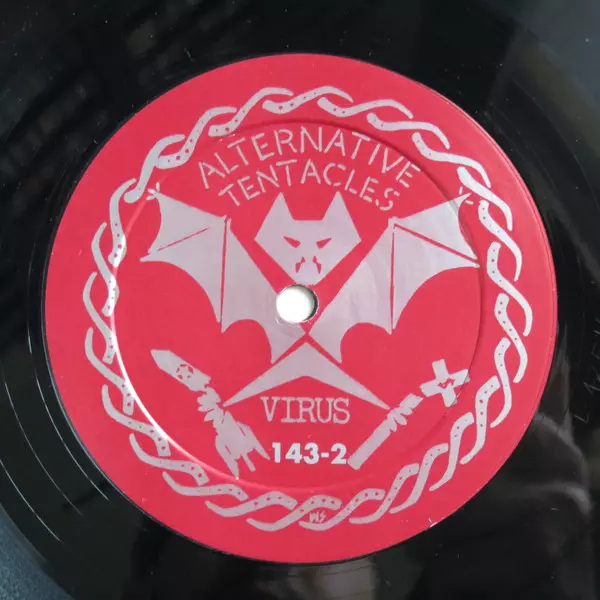 ALTERNATIVE
TENTACLES
VIRUS
143-2